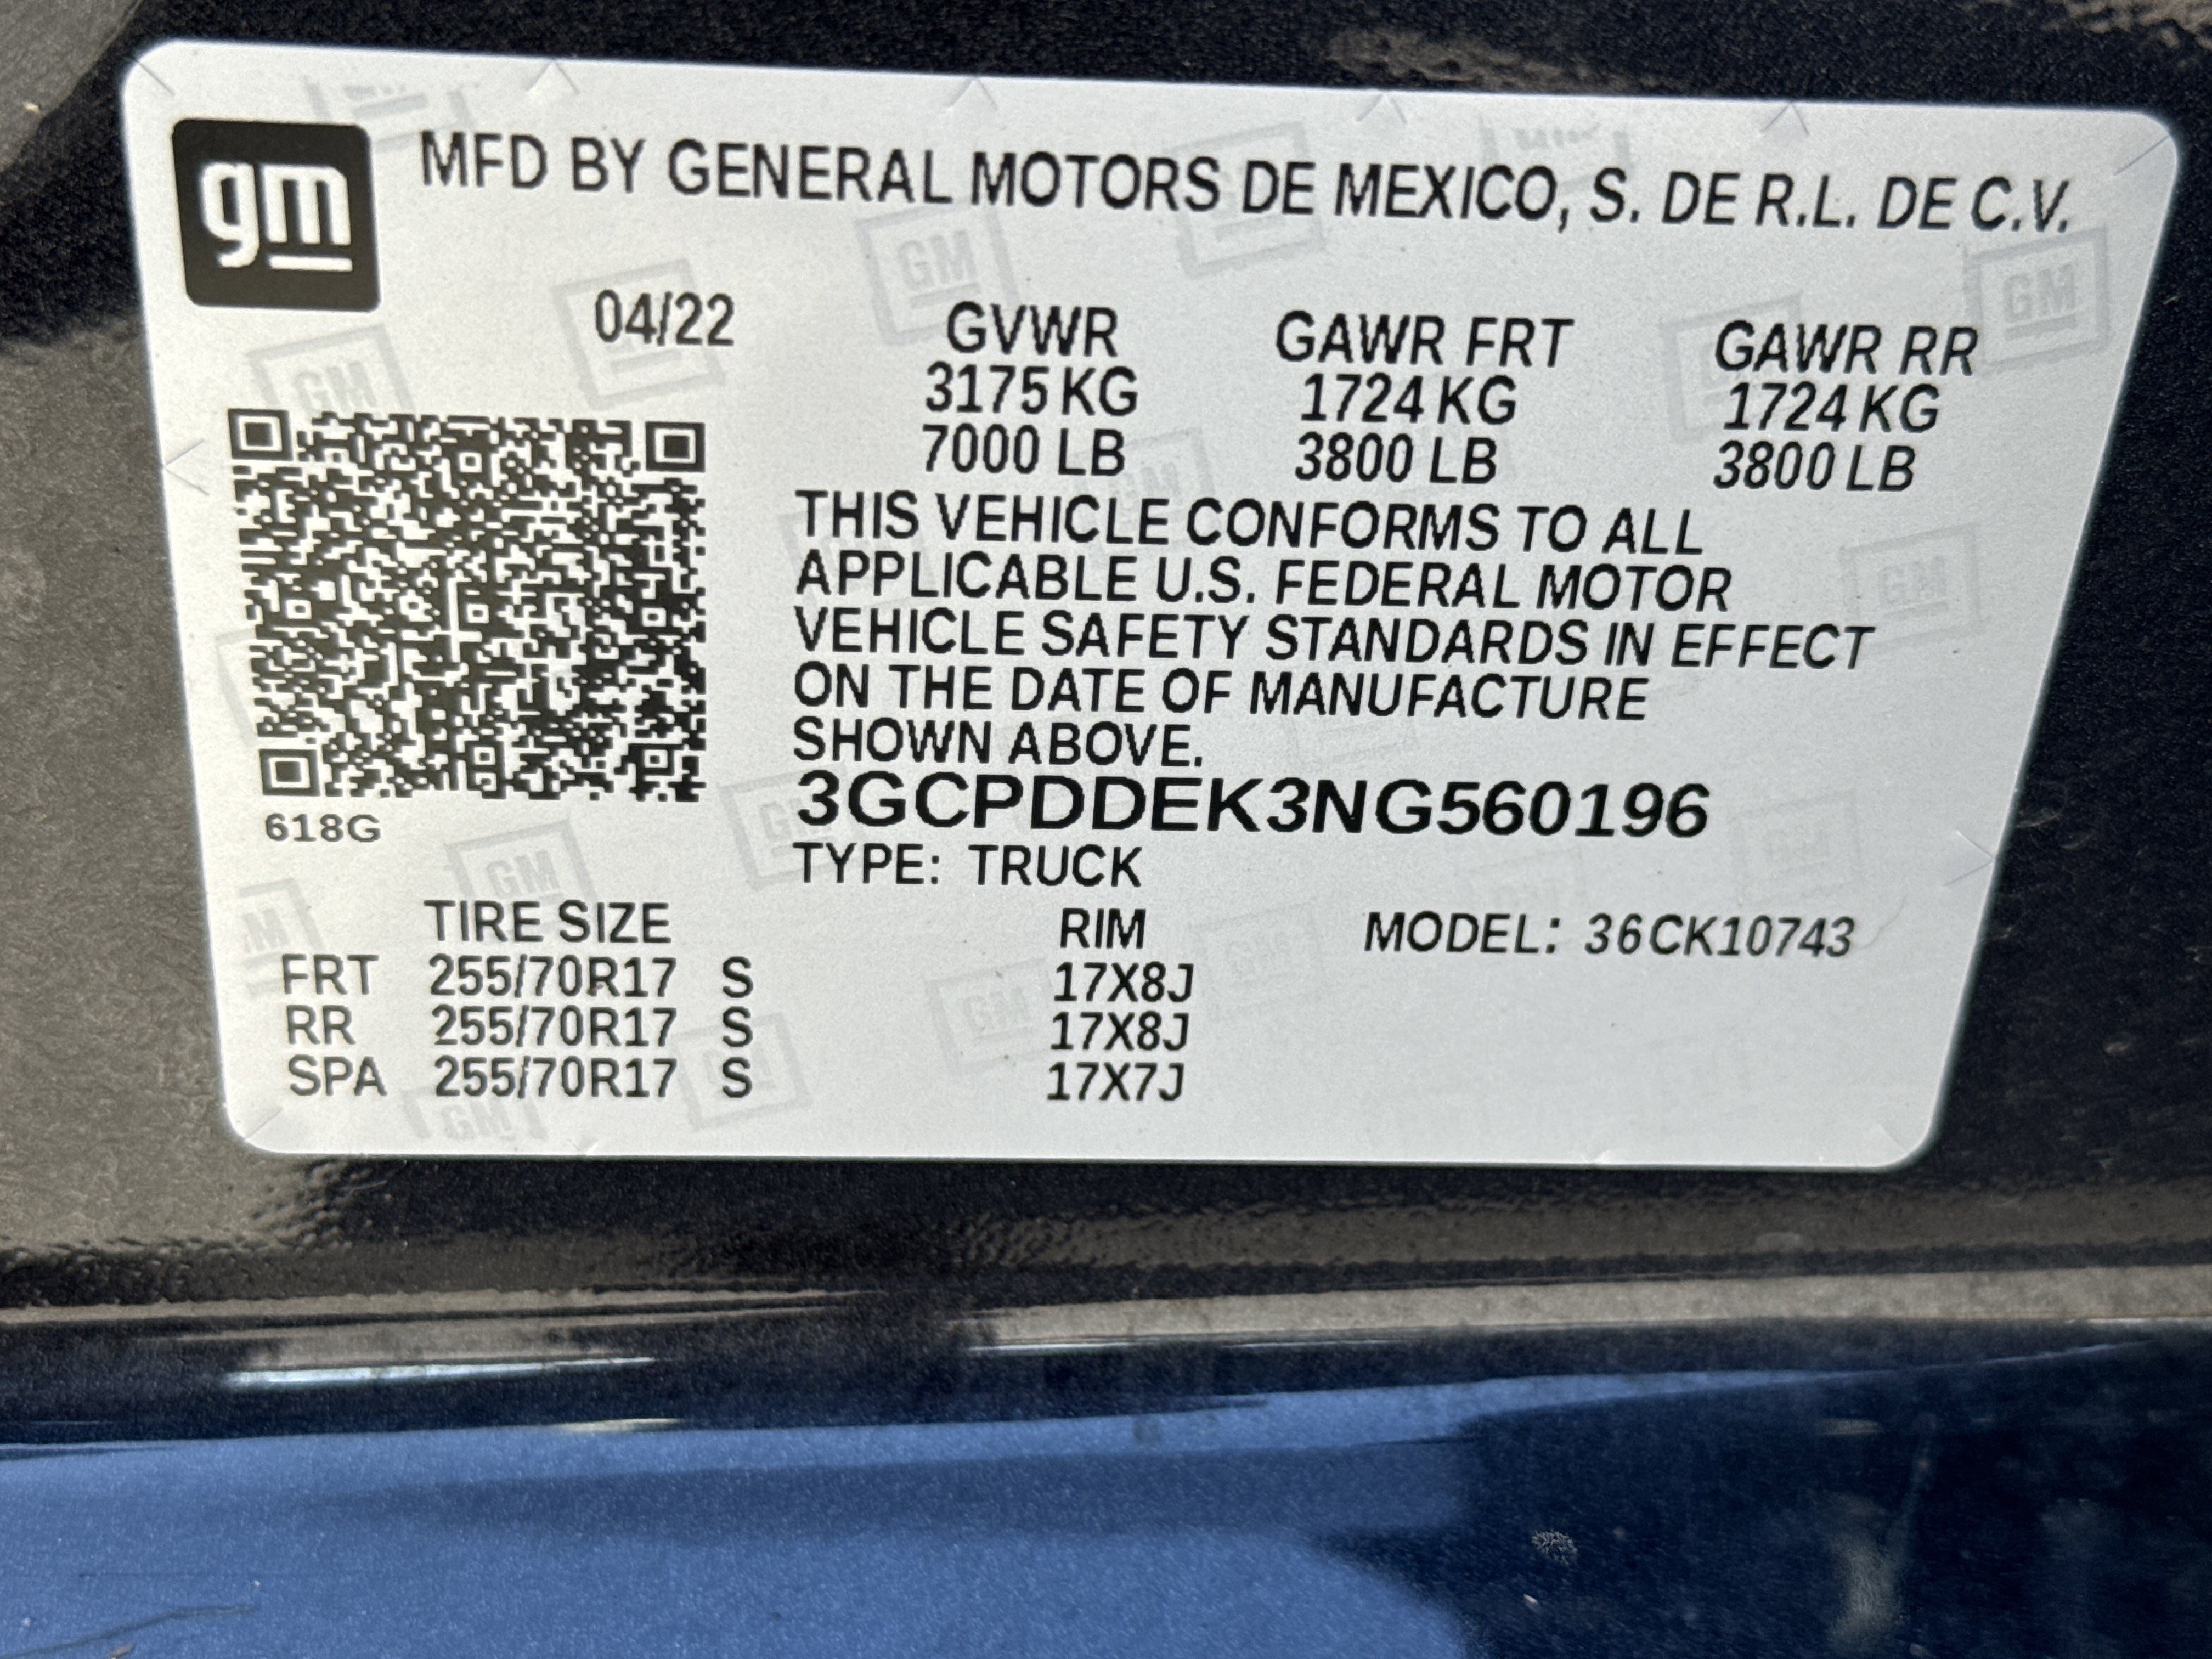 gm
MFD BY GENERAL MOTORS DE MEXICO, S. DE R.L. DE C.V.
04/22 GVWR GAWR FRT GAWR RR
3175 KG 1724 KG 1724 KG
7000 LB 3800 LB 3800 LB
THIS VEHICLE CONFORMS TO ALL
APPLICABLE U.S. FEDERAL MOTOR
VEHICLE SAFETY STANDARDS IN EFFECT
ON THE DATE OF MANUFACTURE
SHOWN ABOVE.
3GCPDDEK3NG560196
618G
TYPE: TRUCK
TIRE SIZE RIM MODEL: 36CK10743
FRT 255/70R17 S 17X8J
RR 255/70R17 S 17X8J
SPA 255/70R17 S 17X7J